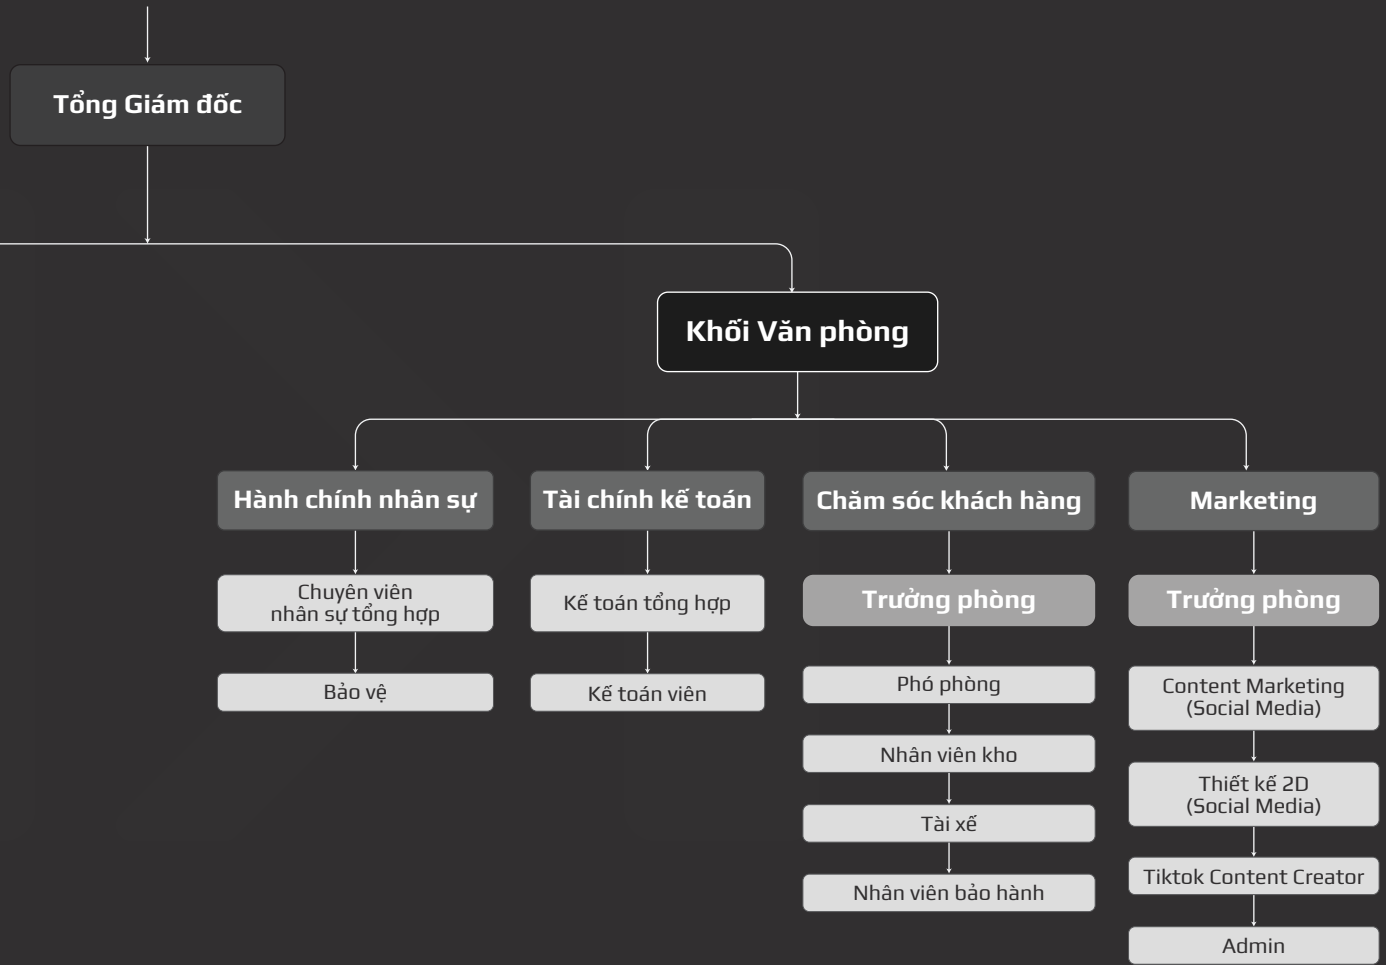 Tổng Giám đốc
Khối Văn phòng
Hành chính nhân sự
Chuyên viên
nhân sự tổng hợp
Bảo vệ
Tài chính kế toán
Kế toán tổng hợp
Kế toán viên
Chăm sóc khách hàng
Trưởng phòng
Phó phòng
Nhân viên kho
Tài xế
Nhân viên bảo hành
Marketing
Trưởng phòng
Content Marketing
(Social Media)
Thiết kế 2D
(Social Media)
Tiktok Content Creator
Admin